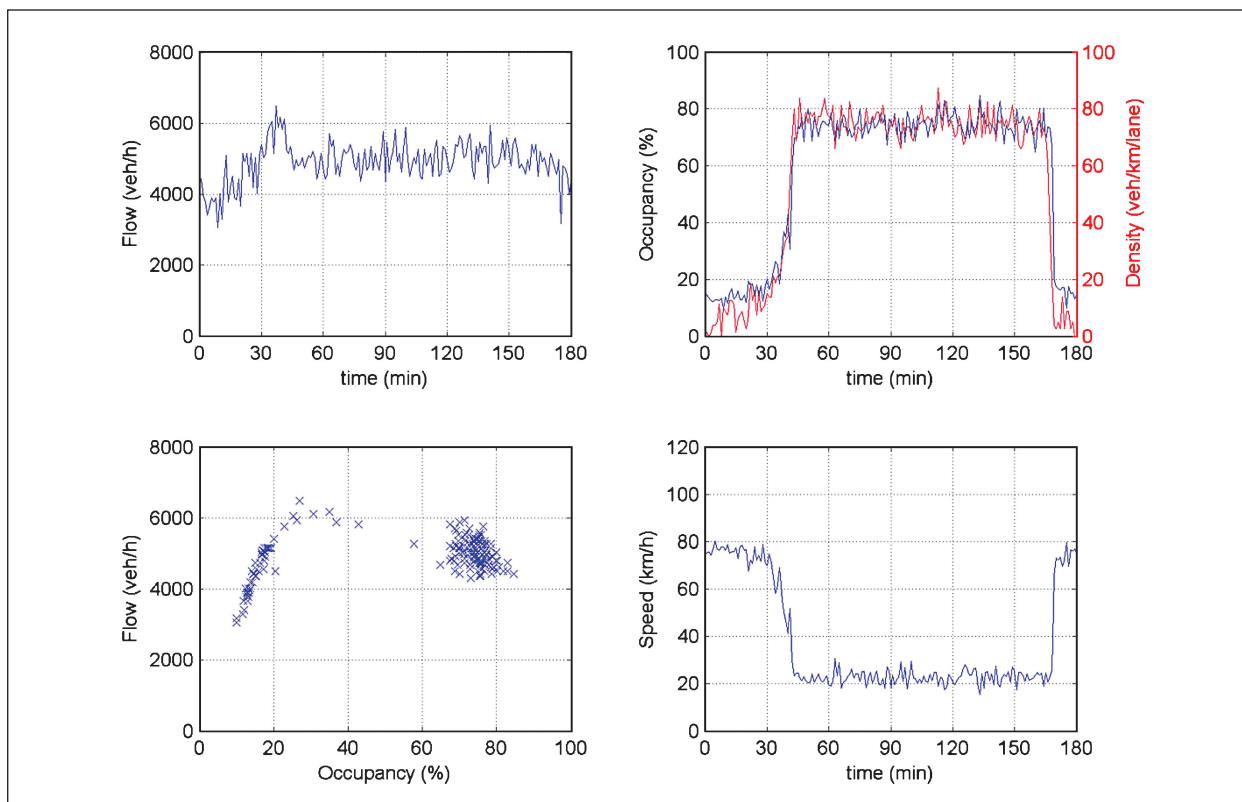 8000
6000
4000
2000
0
Flow (veh/h)
0 30 60 90 120 150 180
time (min)
100
80
60
40
20
0
Occupancy (%)
100
80
60
40
20
0
Density (veh/km/lane)
0 30 60 90 120 150 180
time (min)
8000
6000
4000
2000
0
Flow (veh/h)
0 20 40 60 80 100
Occupancy (%)
120
100
80
60
40
20
0
Speed (km/h)
0 30 60 90 120 150 180
time (min)